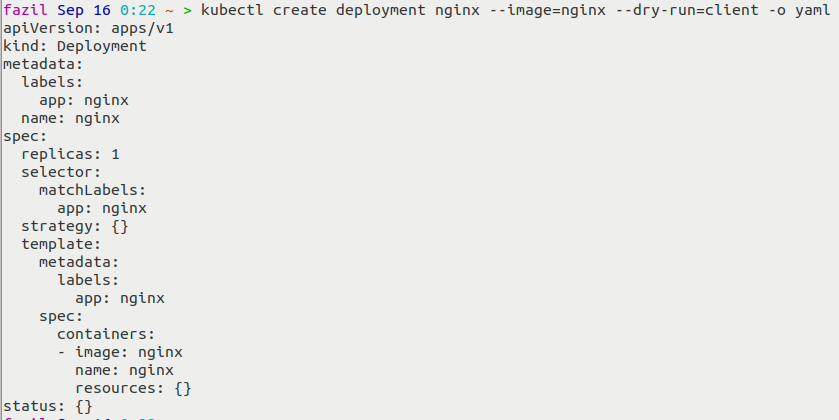 fazil Sep 16 0:22 ~ > kubectl create deployment nginx --image=nginx --dry-run=client -o yaml
apiVersion: apps/v1
kind: Deployment
metadata:
  labels:
    app: nginx
  name: nginx
spec:
  replicas: 1
  selector:
    matchLabels:
      app: nginx
  strategy: {}
  template:
    metadata:
      labels:
        app: nginx
    spec:
      containers:
      - image: nginx
        name: nginx
        resources: {}
status: {}